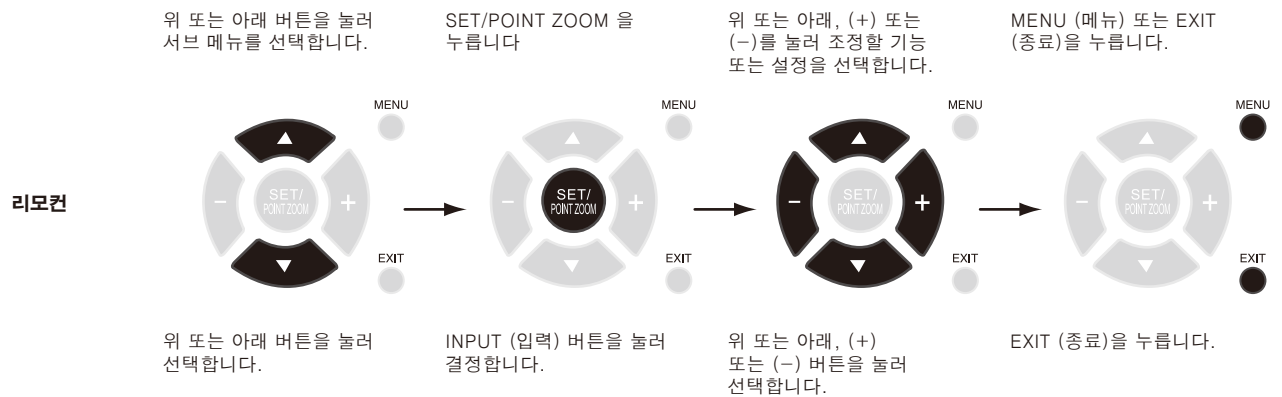 위 또는 아래 버튼을 눌러
서브 메뉴를 선택합니다.
SET/POINT ZOOM 을
누릅니다
위 또는 아래, (+) 또는
(−)를 눌러 조정할 기능
또는 설정을 선택합니다.
MENU (메뉴) 또는 EXIT
(종료)을 누릅니다.
리모컨
MENU
−
SET/
POINT ZOOM
+
EXIT
MENU
−
SET/
POINT ZOOM
+
EXIT
MENU
−
SET/
POINT ZOOM
+
EXIT
MENU
−
SET/
POINT ZOOM
+
EXIT
위 또는 아래 버튼을 눌러
선택합니다.
INPUT (입력) 버튼을 눌러
결정합니다.
위 또는 아래, (+)
또는 (−) 버튼을 눌러
선택합니다.
EXIT (종료)을 누릅니다.